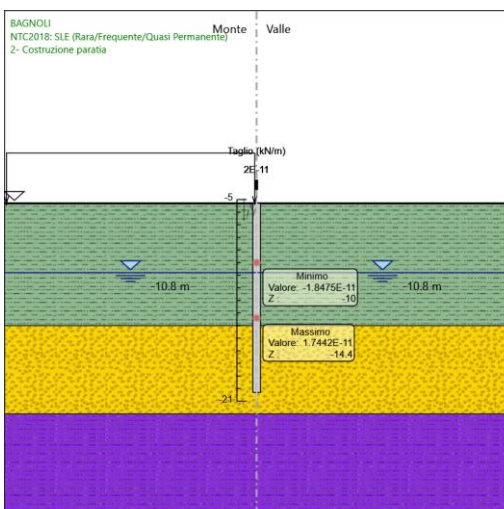 BAGNOLI
NTC2018: SLE (Rara/Frequente/Quasi Permanente)
2- Costruzione paratia
Monte
Valle
Taglio (kN/m)
2E-11
-5
-10.8 m
-10.8 m
Minimo
Valore: -1.8475E-11
Z : -10
Massimo
Valore: 1.7442E-11
Z : -14.4
-21